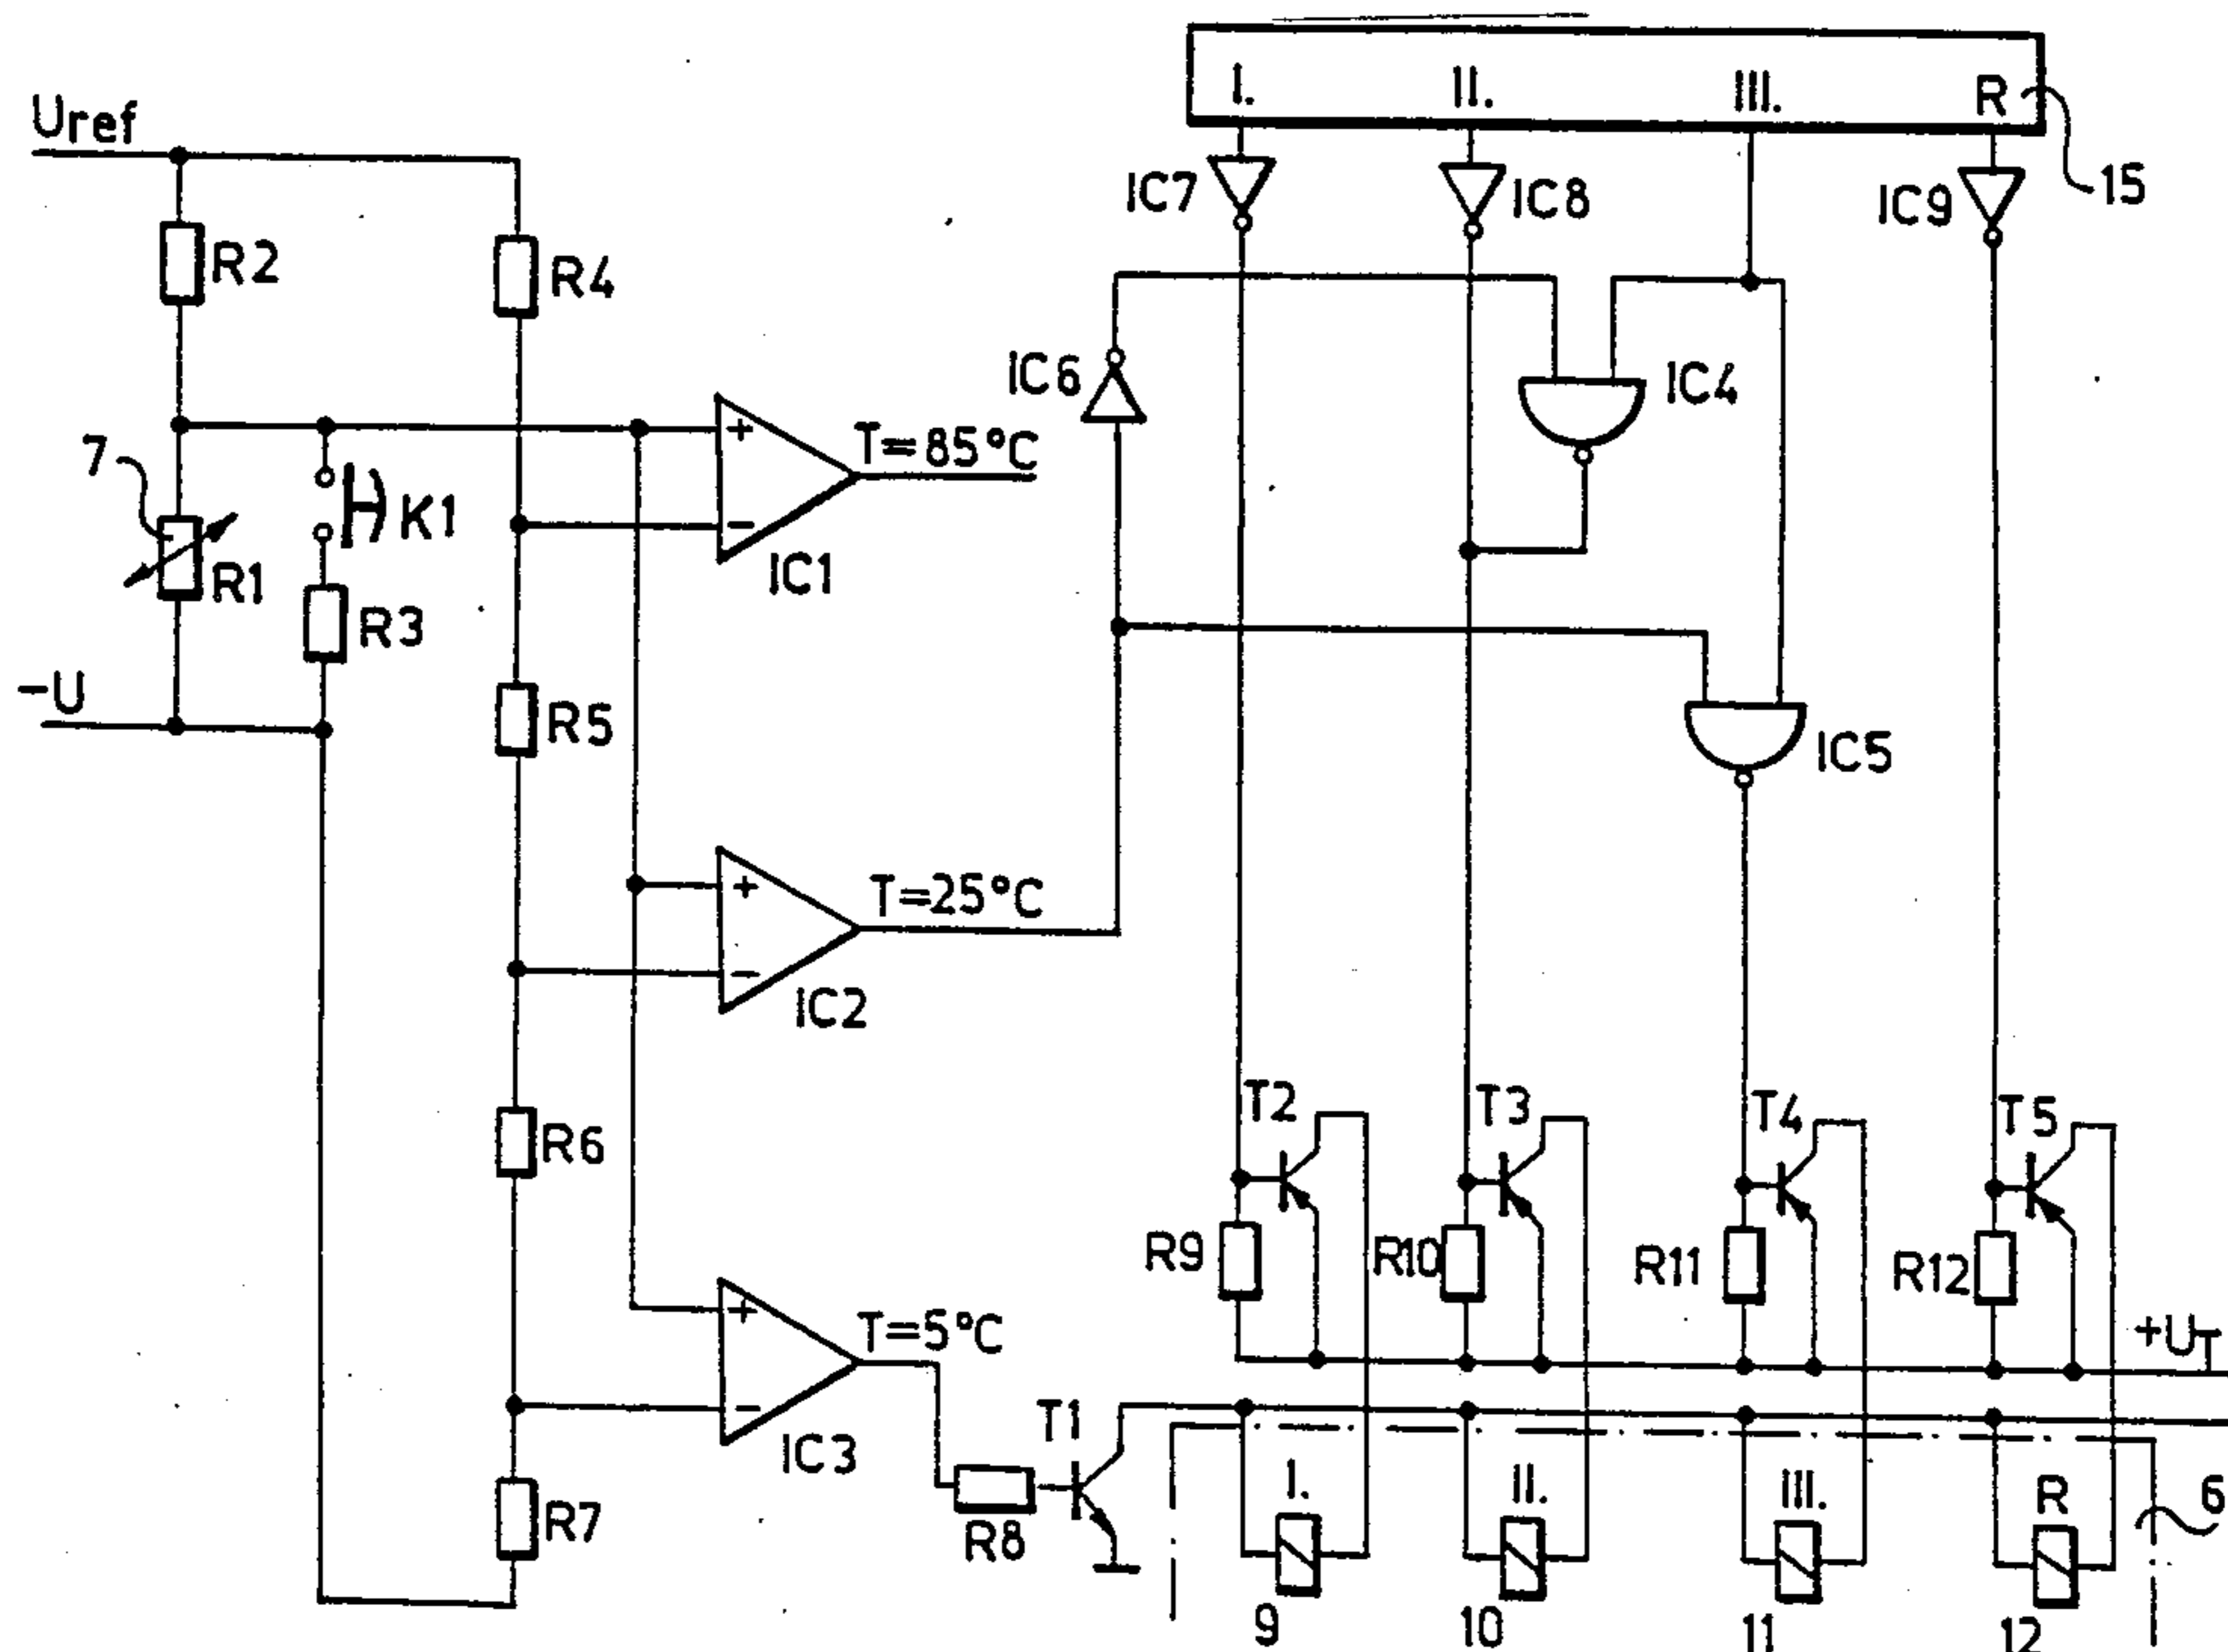 I.
II.
III.
R
Uref
15
IC7
IC8
IC9
R2
R4
IC6
IC4
7
T=85°C
K1
R1
IC1
R3
-U
R5
IC5
T=25°C
IC2
T2
T3
T4
T5
R6
R9
R10
R11
R12
T=5°C
+UT
T1
IC3
I.
II.
III.
R
6
R7
R8
9
10
11
12
+
-
+
-
+
-